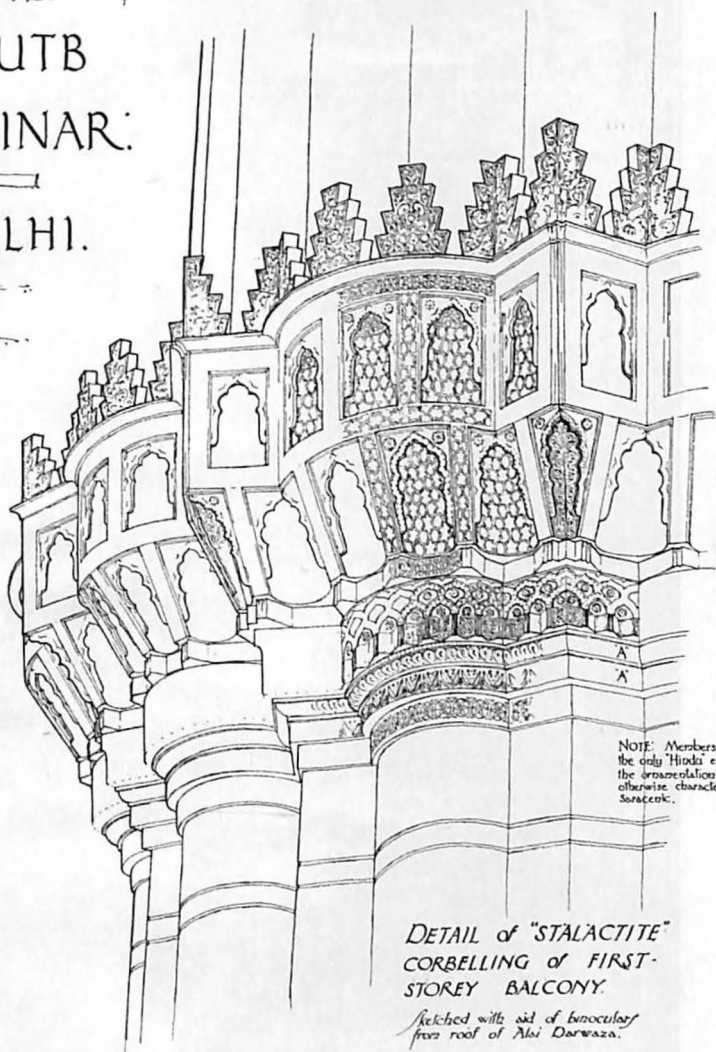 UTB
INAR:
LHI.
"A"
"A"
NOTE: Members
the only "Hindu" e
the ornamentation
otherwise characte
Saracenic.
DETAIL of "STALACTITE"
CORBELLING of FIRST-
STOREY BALCONY.
Sketched with aid of binoculars
from roof of Alai Darwaza.